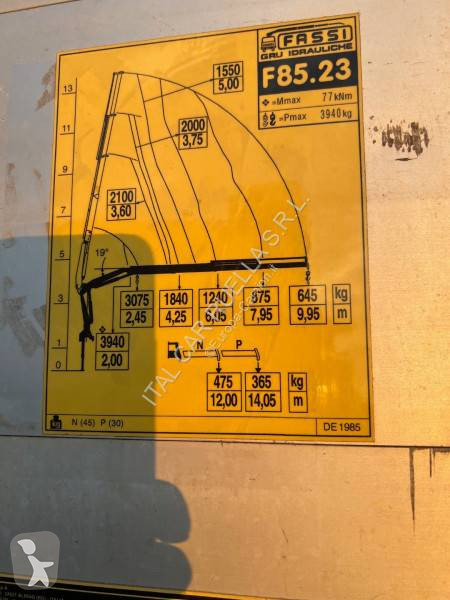 FASSI
GRU IDRAULICHE
F85.23
=Mmax 77kNm
=Pmax 3940kg
13
11
9
7
5
3
1
0
1550
5,00
2000
3,75
2100
3,60
19°
3075 1840 1240 875 645 kg
2,45 4,25 6,05 7,95 9,95 m
3940
2,00
N P
475 365 kg
12,00 14,05 m
kg N (45) P (30)
DE 1985
ITAL CAR RUELLA S.R.L.